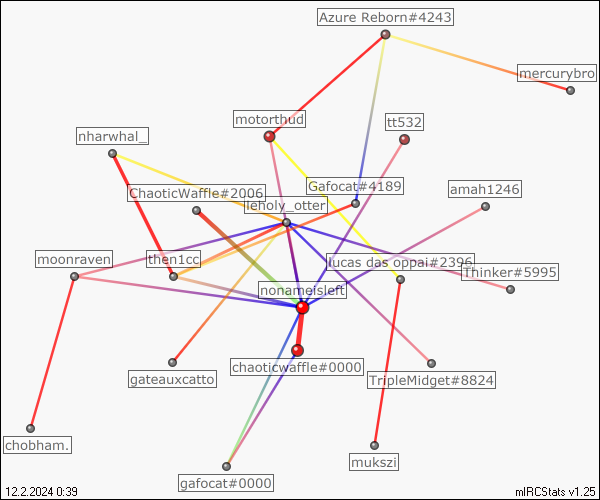 Azure Reborn#4243
mercurybro
motorthud
tt532
nharwhal_
ChaoticWaffle#2006
Gafocat#4189
amah1246
leholy_otter
moonraven
then1cc
lucas das oppai#2396
Thinker#5995
nonameisleft
chaoticwaffle#0000
gateauxcatto
TripleMidget#8824
chobham.
mukszi
gafocat#0000
12.2.2024 0:39
mIRCStats v1.25